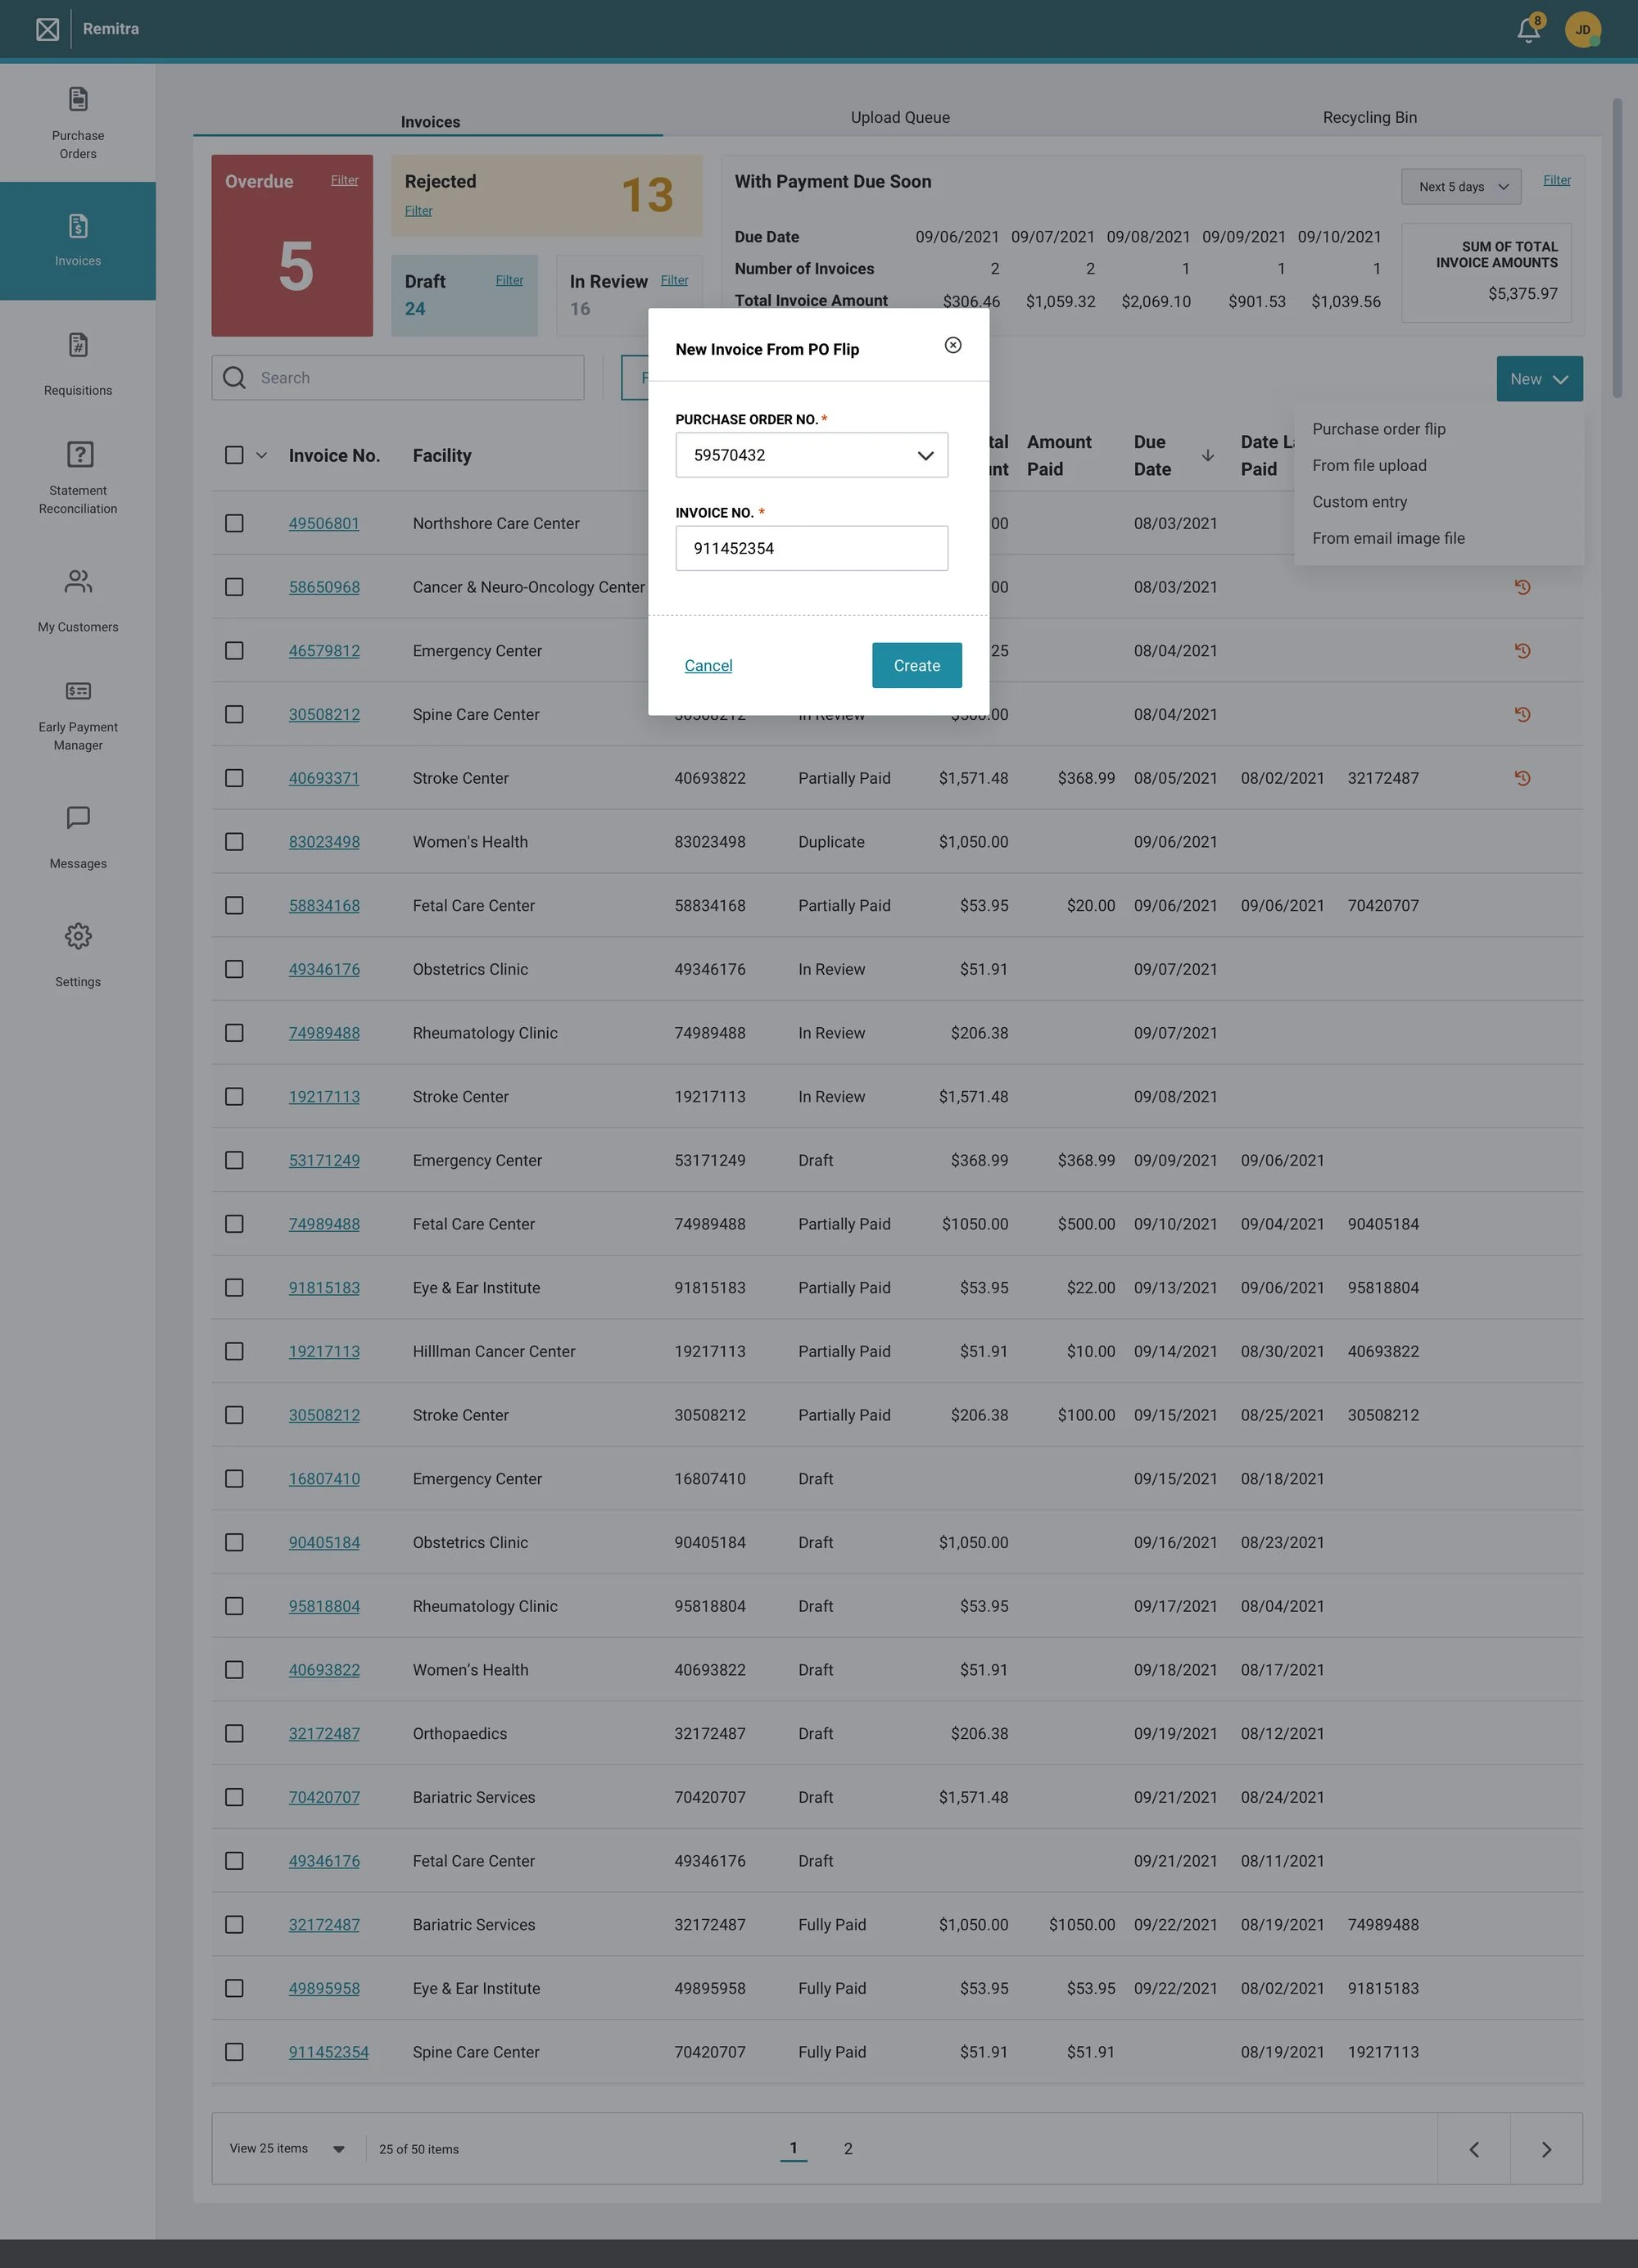 Remitra
8
JD
Purchase
Orders
Invoices
Requisitions
Statement
Reconciliation
My Customers
Early Payment
Manager
Messages
Settings
Invoices Upload Queue Recycling Bin
Overdue Filter
5
Rejected
Filter
13
Draft Filter
24
In Review Filter
16
With Payment Due Soon Next 5 days Filter
Due Date 09/06/2021 09/07/2021 09/08/2021 09/09/2021 09/10/2021
Number of Invoices 2 2 1 1 1
Total Invoice Amount $306.46 $1,059.32 $2,069.10 $901.53 $1,039.56
SUM OF TOTAL
INVOICE AMOUNTS
$5,375.97
Search
New
Purchase order flip
From file upload
Custom entry
From email image file
New Invoice From PO Flip
PURCHASE ORDER NO. *
59570432
INVOICE NO. *
911452354
Cancel Create
Invoice No. Facility Amount
Paid Due
Date Date
Paid
49506801 Northshore Care Center 00 08/03/2021
58650968 Cancer & Neuro-Oncology Center 00 08/03/2021
46579812 Emergency Center 25 08/04/2021
30508212 Spine Care Center 30508212 In Review $300.00 08/04/2021
40693371 Stroke Center 40693822 Partially Paid $1,571.48 $368.99 08/05/2021 08/02/2021 32172487
83023498 Women's Health 83023498 Duplicate $1,050.00 09/06/2021
58834168 Fetal Care Center 58834168 Partially Paid $53.95 $20.00 09/06/2021 09/06/2021 70420707
49346176 Obstetrics Clinic 49346176 In Review $51.91 09/07/2021
74989488 Rheumatology Clinic 74989488 In Review $206.38 09/07/2021
19217113 Stroke Center 19217113 In Review $1,571.48 09/08/2021
53171249 Emergency Center 53171249 Draft $368.99 $368.99 09/09/2021 09/06/2021
74989488 Fetal Care Center 74989488 Partially Paid $1050.00 $500.00 09/10/2021 09/04/2021 90405184
91815183 Eye & Ear Institute 91815183 Partially Paid $53.95 $22.00 09/13/2021 09/06/2021 95818804
19217113 Hilllman Cancer Center 19217113 Partially Paid $51.91 $10.00 09/14/2021 08/30/2021 40693822
30508212 Stroke Center 30508212 Partially Paid $206.38 $100.00 09/15/2021 08/25/2021 30508212
16807410 Emergency Center 16807410 Draft 09/15/2021 08/18/2021
90405184 Obstetrics Clinic 90405184 Draft $1,050.00 09/16/2021 08/23/2021
95818804 Rheumatology Clinic 95818804 Draft $53.95 09/17/2021 08/04/2021
40693822 Women’s Health 40693822 Draft $51.91 09/18/2021 08/17/2021
32172487 Orthopaedics 32172487 Draft $206.38 09/19/2021 08/12/2021
70420707 Bariatric Services 70420707 Draft $1,571.48 09/21/2021 08/24/2021
49346176 Fetal Care Center 49346176 Draft 09/21/2021 08/11/2021
32172487 Bariatric Services 32172487 Fully Paid $1,050.00 $1050.00 09/22/2021 08/19/2021 74989488
49895958 Eye & Ear Institute 49895958 Fully Paid $53.95 $53.95 09/22/2021 08/02/2021 91815183
911452354 Spine Care Center 70420707 Fully Paid $51.91 $51.91 08/19/2021 19217113
View 25 items 25 of 50 items 1 2